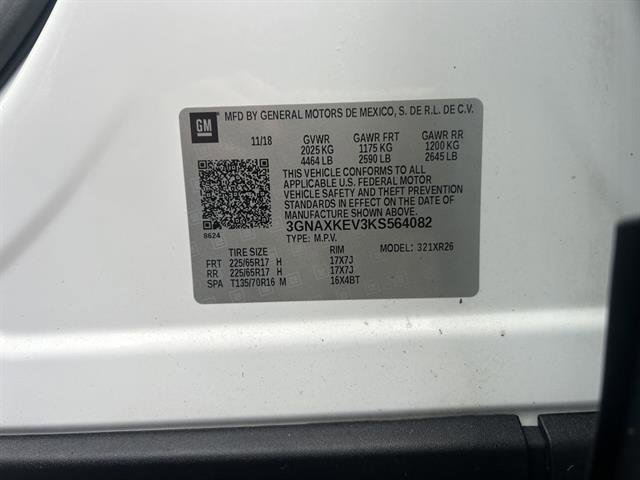 GM
MFD BY GENERAL MOTORS DE MEXICO, S. DE R.L. DE C.V.
11/18 GVWR GAWR FRT GAWR RR
2025 KG 1175 KG 1200 KG
4464 LB 2590 LB 2645 LB
THIS VEHICLE CONFORMS TO ALL
APPLICABLE U.S. FEDERAL MOTOR
VEHICLE SAFETY AND THEFT PREVENTION
STANDARDS IN EFFECT ON THE DATE OF
MANUFACTURE SHOWN ABOVE.
3GNAXKEV3KS564082
8624
TYPE: M.P.V. MODEL: 321XR26
TIRE SIZE RIM
FRT 225/65R17 H 17X7J
RR 225/65R17 H 17X7J
SPA T135/70R16 M 16X4BT